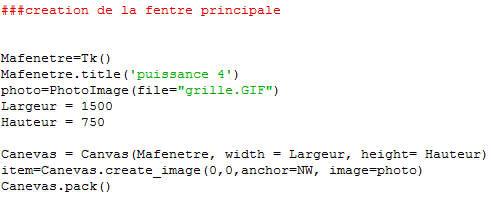 ###creation de la fentre principale
Mafenetre=Tk()
Mafenetre.title('puissance 4')
photo=PhotoImage(file="grille.GIF")
Largeur = 1500
Hauteur = 750
Canevas = Canvas(Mafenetre, width = Largeur, height= Hauteur)
item=Canevas.create_image(0,0,anchor=NW, image=photo)
Canevas.pack()